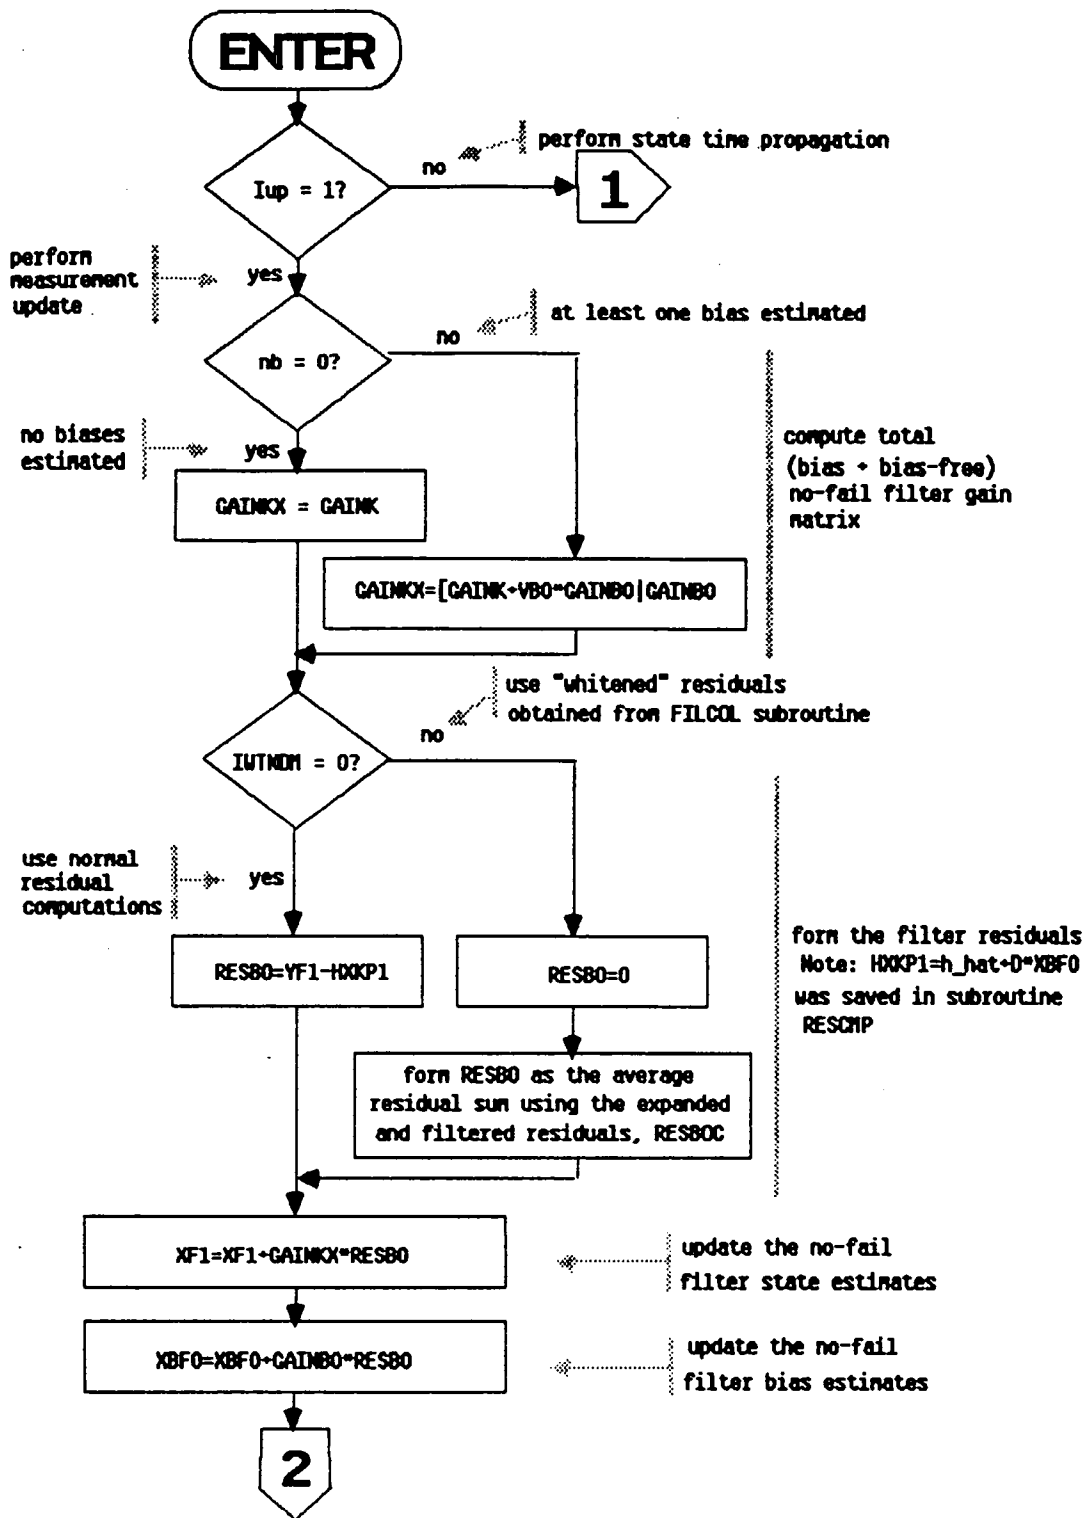 ENTER
perform state time propagation
no
Iup = 1?
1
perform
measurement
update
yes
at least one bias estimated
no
nb = 0?
no biases
estimated
yes
compute total
(bias + bias-free)
no-fail filter gain
matrix
GAINKX = GAINK
GAINKX=[GAINK+VB0*GAINB0|GAINB0
use "whitened" residuals
obtained from FILCOL subroutine
no
IWTNDM = 0?
use normal
residual
computations
yes
form the filter residuals
Note: HXKP1=h_hat+D*XBF0
was saved in subroutine
RESCMP
RESB0=YF1-HXKP1
RESB0=0
form RESB0 as the average
residual sum using the expanded
and filtered residuals, RESB0C
XF1=XF1+GAINKX*RESB0
update the no-fail
filter state estimates
XBF0=XBF0+GAINB0*RESB0
update the no-fail
filter bias estimates
2